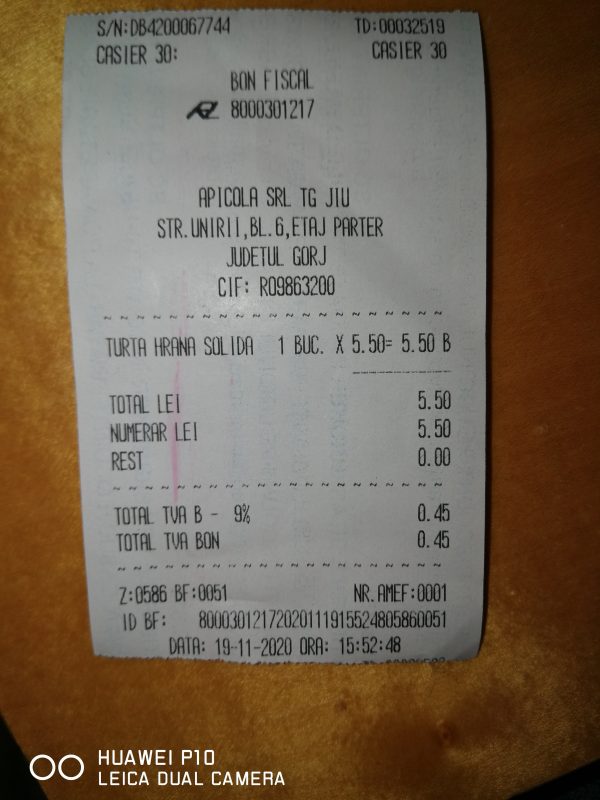 S/N:DB4200067744 TD:00032519
CASIER 30: CASIER 30
BON FISCAL
8000301217
APICOLA SRL TG JIU
STR.UNIRII,BL.6,ETAJ PARTER
JUDETUL GORJ
CIF: RO9863200
~ ~ ~ ~ ~ ~ ~ ~ ~ ~ ~ ~ ~ ~ ~ ~ ~ ~ ~ ~ ~
TURTA HRANA SOLIDA 1 BUC. X 5.50= 5.50 B
TOTAL LEI 5.50
NUMERAR LEI 5.50
REST 0.00
~ ~ ~ ~ ~ ~ ~ ~ ~ ~ ~ ~ ~ ~ ~ ~ ~ ~ ~ ~ ~
TOTAL TVA B - 9% 0.45
TOTAL TVA BON 0.45
~ ~ ~ ~ ~ ~ ~ ~ ~ ~ ~ ~ ~ ~ ~ ~ ~ ~ ~ ~ ~
Z:0586 BF:0051 NR.AMEF:0001
ID BF: 80003012172020111915524805860051
DATA: 19-11-2020 ORA: 15:52:48
HUAWEI P10
LEICA DUAL CAMERA